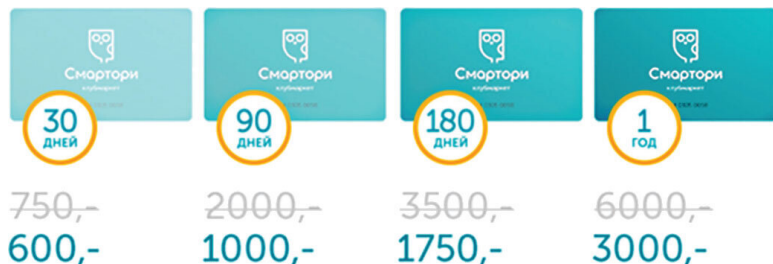 Смартори
клубмаркет
30
ДНЕЙ
750,-
600,-
Смартори
клубмаркет
90
ДНЕЙ
2000,-
1000,-
Смартори
клубмаркет
180
ДНЕЙ
3500,-
1750,-
Смартори
клубмаркет
1
ГОД
6000,-
3000,-